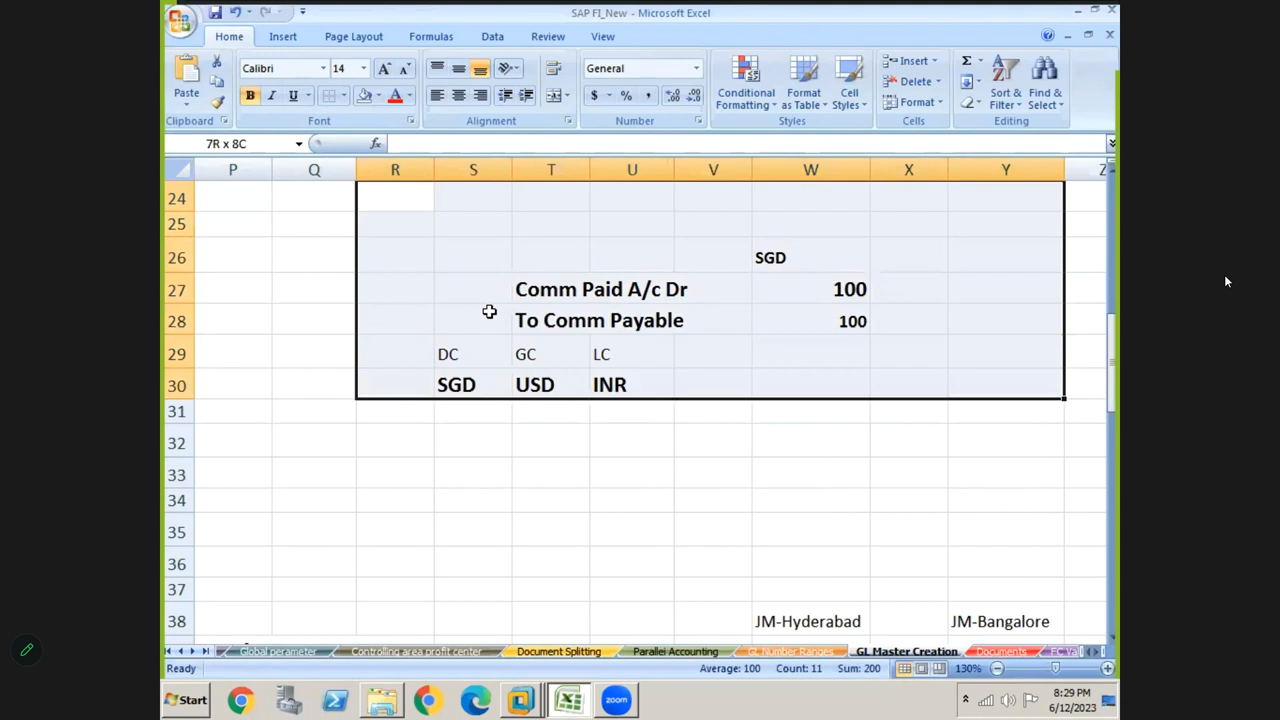 SAP FI_New - Microsoft Excel
Home Insert Page Layout Formulas Data Review View
Calibri 14 General Insert
Paste Conditional Formatting Format as Table Cell Styles Delete Sort & Filter Find & Select
B I U $ % , Format
Clipboard Font Alignment Number Styles Cells Editing
7R x 8C fx
P Q R S T U V W X Y Z
24
25
26 SGD
27 Comm Paid A/c Dr 100
28 To Comm Payable 100
29 DC GC LC
30 SGD USD INR
31
32
33
34
35
36
37
38 JM-Hyderabad JM-Bangalore
Global perameter Controlling area profit center Document Splitting Parallel Accounting GL Number Ranges GL Master Creation Documents FC Va
Ready Average: 100 Count: 11 Sum: 200 130%
Start zoom 8:29 PM
6/12/2023